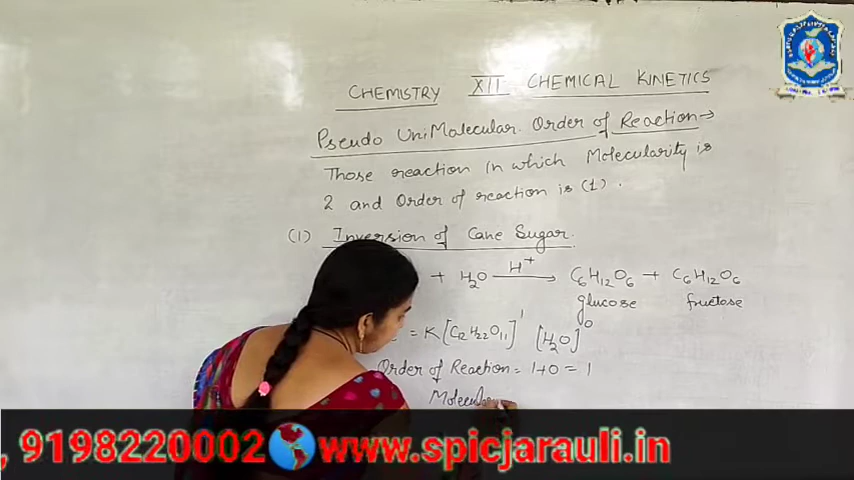 CHEMISTRY XII CHEMICAL KINETICS
Pseudo UniMolecular Order of Reaction →
Those reaction in which Molecularity is
2 and Order of reaction is (1).
(1) Inversion of Cane Sugar.
+ H₂O —H⁺→ C₆H₁₂O₆ + C₆H₁₂O₆
glucose fructose
= K[C₁₂H₂₂O₁₁]¹ [H₂O]⁰
Order of Reaction = 1+0 = 1
Molecular
, 9198225002 www.spicjarauli.in